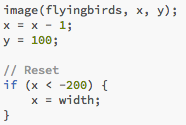 image(flyingbirds, x, y);
x = x - 1;
y = 100;

// Reset
if (x < -200) {
    x = width;
}